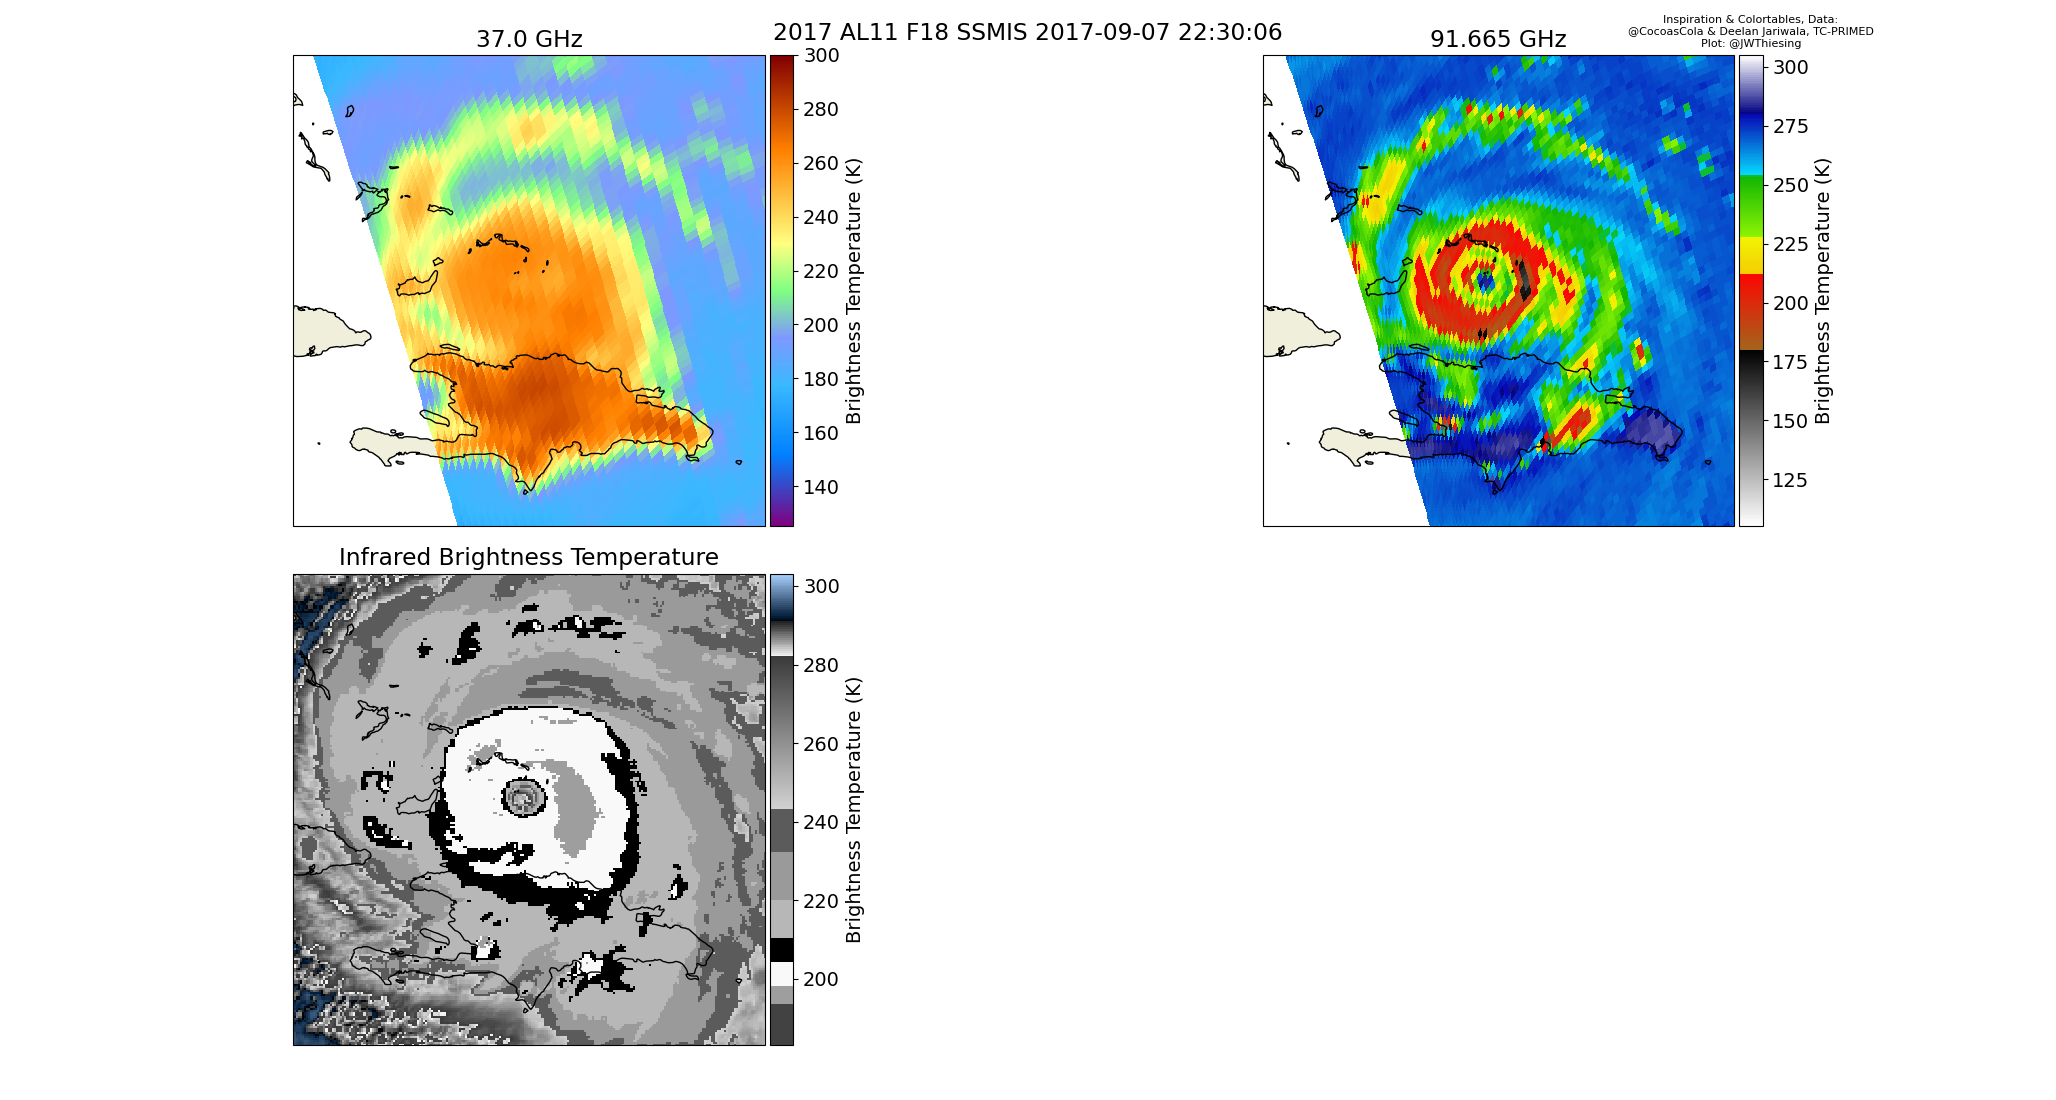 2017 AL11 F18 SSMIS 2017-09-07 22:30:06
Inspiration & Colortables, Data:
@CocoasCola & Deelan Jariwala, TC-PRIMED
Plot: @JWThiesing
37.0 GHz
300
280
260
240
220
200
180
160
140
Brightness Temperature (K)
91.665 GHz
300
275
250
225
200
175
150
125
Brightness Temperature (K)
Infrared Brightness Temperature
300
280
260
240
220
200
Brightness Temperature (K)